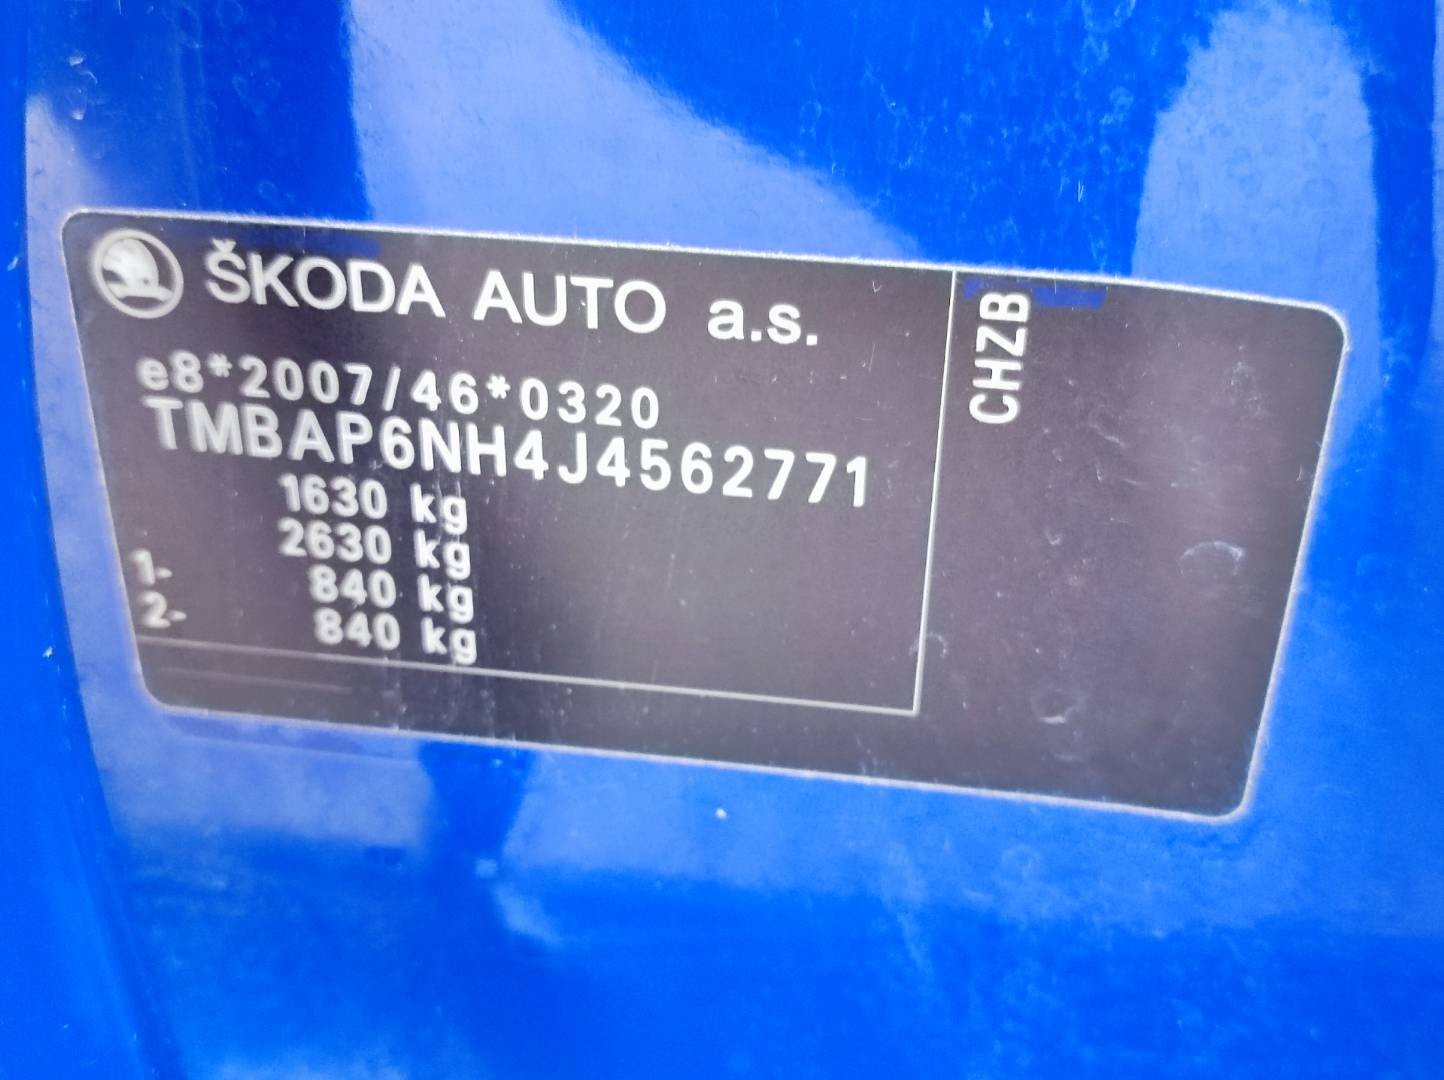 ŠKODA AUTO a.s.
e8*2007/46*0320
TMBAP6NH4J4562771
1630 kg
2630 kg
1- 840 kg
2- 840 kg
CHZB